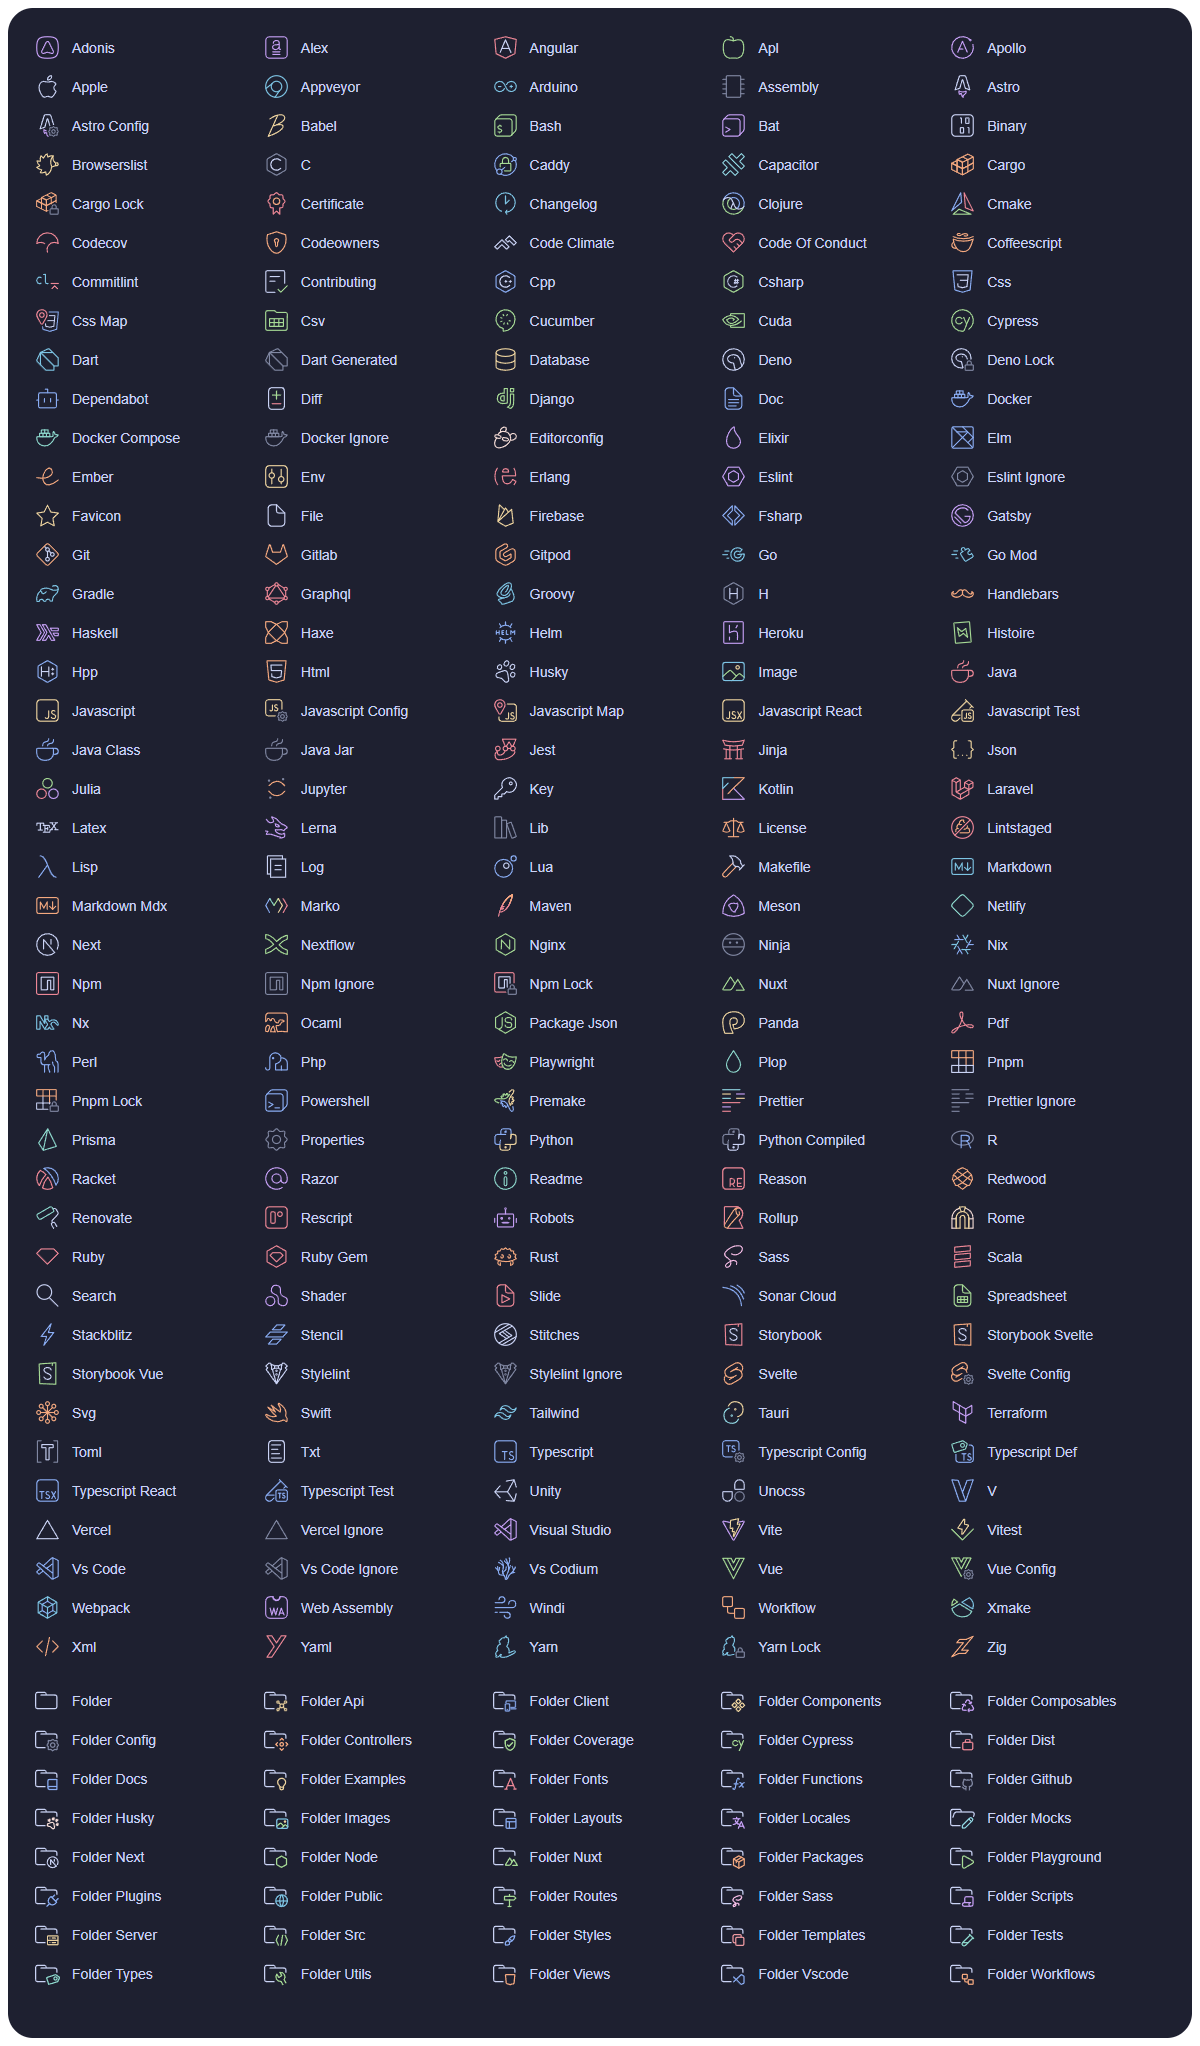 Adonis Alex Angular Apl Apollo
Apple Appveyor Arduino Assembly Astro
Astro Config Babel Bash Bat Binary
Browserslist C Caddy Capacitor Cargo
Cargo Lock Certificate Changelog Clojure Cmake
Codecov Codeowners Code Climate Code Of Conduct Coffeescript
Commitlint Contributing Cpp Csharp Css
Css Map Csv Cucumber Cuda Cypress
Dart Dart Generated Database Deno Deno Lock
Dependabot Diff Django Doc Docker
Docker Compose Docker Ignore Editorconfig Elixir Elm
Ember Env Erlang Eslint Eslint Ignore
Favicon File Firebase Fsharp Gatsby
Git Gitlab Gitpod Go Go Mod
Gradle Graphql Groovy H Handlebars
Haskell Haxe Helm Heroku Histoire
Hpp Html Husky Image Java
Javascript Javascript Config Javascript Map Javascript React Javascript Test
Java Class Java Jar Jest Jinja Json
Julia Jupyter Key Kotlin Laravel
Latex Lerna Lib License Lintstaged
Lisp Log Lua Makefile Markdown
Markdown Mdx Marko Maven Meson Netlify
Next Nextflow Nginx Ninja Nix
Npm Npm Ignore Npm Lock Nuxt Nuxt Ignore
Nx Ocaml Package Json Panda Pdf
Perl Php Playwright Plop Pnpm
Pnpm Lock Powershell Premake Prettier Prettier Ignore
Prisma Properties Python Python Compiled R
Racket Razor Readme Reason Redwood
Renovate Rescript Robots Rollup Rome
Ruby Ruby Gem Rust Sass Scala
Search Shader Slide Sonar Cloud Spreadsheet
Stackblitz Stencil Stitches Storybook Storybook Svelte
Storybook Vue Stylelint Stylelint Ignore Svelte Svelte Config
Svg Swift Tailwind Tauri Terraform
Toml Txt Typescript Typescript Config Typescript Def
Typescript React Typescript Test Unity Unocss V
Vercel Vercel Ignore Visual Studio Vite Vitest
Vs Code Vs Code Ignore Vs Codium Vue Vue Config
Webpack Web Assembly Windi Workflow Xmake
Xml Yaml Yarn Yarn Lock Zig
Folder Folder Api Folder Client Folder Components Folder Composables
Folder Config Folder Controllers Folder Coverage Folder Cypress Folder Dist
Folder Docs Folder Examples Folder Fonts Folder Functions Folder Github
Folder Husky Folder Images Folder Layouts Folder Locales Folder Mocks
Folder Next Folder Node Folder Nuxt Folder Packages Folder Playground
Folder Plugins Folder Public Folder Routes Folder Sass Folder Scripts
Folder Server Folder Src Folder Styles Folder Templates Folder Tests
Folder Types Folder Utils Folder Views Folder Vscode Folder Workflows